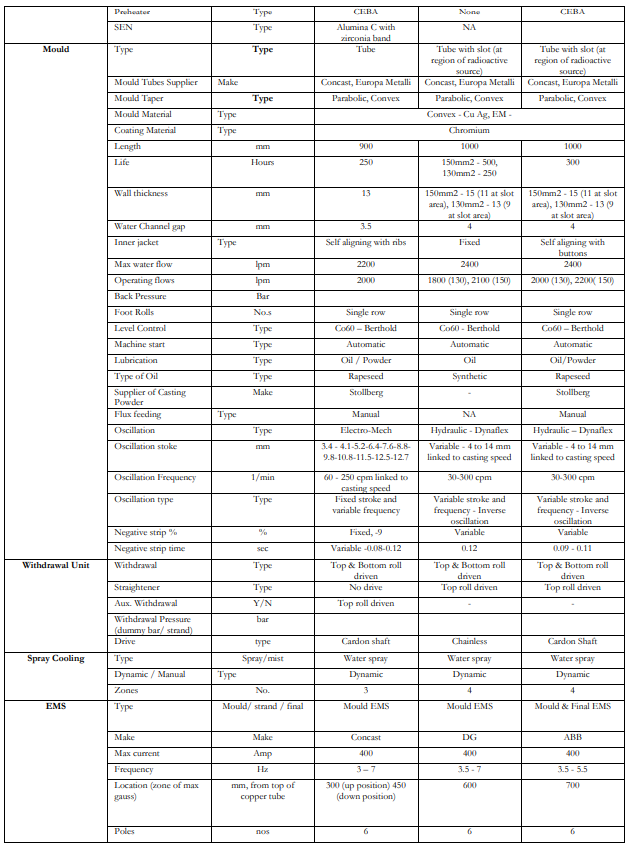 Preheater Type CEBA None CEBA
SEN Type Alumina C with NA
zirconia band
Mould Type Type Tube Tube with slot (at Tube with slot (at
region of radioactive region of radioactive
source) source)
Mould Tubes Supplier Make Concast, Europa Metalli Concast, Europa Metalli Concast, Europa Metalli
Mould Taper Type Parabolic, Convex Parabolic, Convex Parabolic, Convex
Mould Material Type Convex - Cu Ag, EM -
Coating Material Type Chromium
Length mm 900 1000 1000
Life Hours 250 150mm2 - 500, 300
130mm2 - 250
Wall thickness mm 13 150mm2 - 15 (11 at slot 150mm2 - 15 (11 at slot
area), 130mm2 - 13 (9 area), 130mm2 - 13 (9
at slot area) at slot area)
Water Channel gap mm 3.5 4 4
Inner jacket Type Self aligning with ribs Fixed Self aligning with
buttons
Max water flow lpm 2200 2400 2400
Operating flows lpm 2000 1800 (130), 2100 (150) 2000 (130), 2200( 150)
Back Pressure Bar
Foot Rolls No.s Single row Single row Single row
Level Control Type Co60 – Berthold Co60 - Berthold Co60 – Berthold
Machine start Type Automatic Automatic Automatic
Lubrication Type Oil / Powder Oil Oil/Powder
Type of Oil Type Rapeseed Synthetic Rapeseed
Supplier of Casting Make Stollberg - Stollberg
Powder
Flux feeding Type Manual NA Manual
Oscillation Type Electro-Mech Hydraulic - Dynaflex Hydraulic – Dynaflex
Oscillation stoke mm 3.4 - 4.1-5.2-6.4-7.6-8.8- Variable - 4 to 14 mm Variable - 4 to 14 mm
9.8-10.8-11.5-12.5-12.7 linked to casting speed linked to casting speed
Oscillation Frequency 1/min 60 - 250 cpm linked to 30-300 cpm 30-300 cpm
casting speed
Oscillation type Type Fixed stroke and Variable stroke and Variable stroke and
variable frequency frequency - Inverse frequency - Inverse
oscillation oscillation
Negative strip % % Fixed, -9 Variable Variable
Negative strip time sec Variable -0.08-0.12 0.12 0.09 - 0.11
Withdrawal Unit Withdrawal Type Top & Bottom roll Top & Bottom roll Top & Bottom roll
driven driven driven
Straightener Type No drive Top roll driven Top roll driven
Aux. Withdrawal Y/N Top roll driven - -
Withdrawal Pressure bar
(dummy bar/ strand)
Drive type Cardon shaft Chainless Cardon Shaft
Spray Cooling Type Spray/mist Water spray Water spray Water spray
Dynamic / Manual Type Dynamic Dynamic Dynamic
Zones No. 3 4 4
EMS Type Mould/ strand / final Mould EMS Mould EMS Mould & Final EMS
Make Make Concast DG ABB
Max current Amp 400 400 400
Frequency Hz 3 – 7 3.5 - 7 3.5 - 5.5
Location (zone of max mm, from top of 300 (up position) 450 600 700
gauss) copper tube (down position)
Poles nos 6 6 6